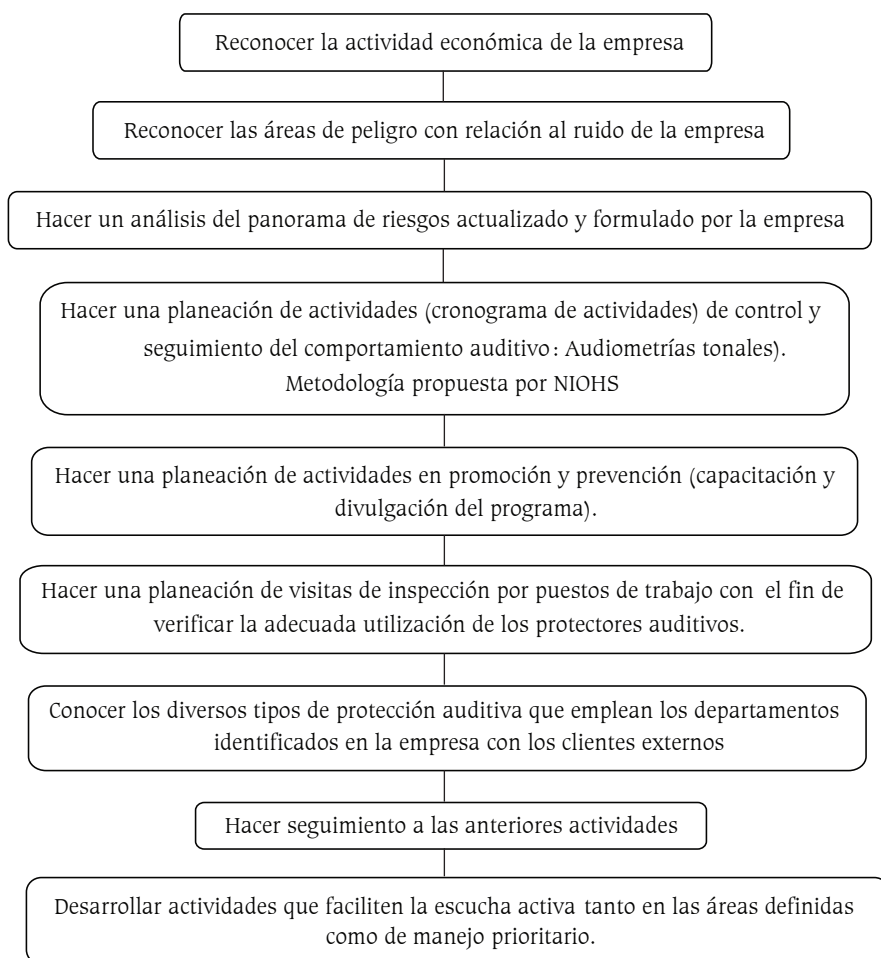 Reconocer la actividad económica de la empresa
Reconocer las áreas de peligro con relación al ruido de la empresa
Hacer un análisis del panorama de riesgos actualizado y formulado por la empresa
Hacer una planeación de actividades (cronograma de actividades) de control y
seguimiento del comportamiento auditivo: Audiometrías tonales).
Metodología propuesta por NIOHS
Hacer una planeación de actividades en promoción y prevención (capacitación y
divulgación del programa).
Hacer una planeación de visitas de inspección por puestos de trabajo con el fin de
verificar la adecuada utilización de los protectores auditivos.
Conocer los diversos tipos de protección auditiva que emplean los departamentos
identificados en la empresa con los clientes externos
Hacer seguimiento a las anteriores actividades
Desarrollar actividades que faciliten la escucha activa tanto en las áreas definidas
como de manejo prioritario.